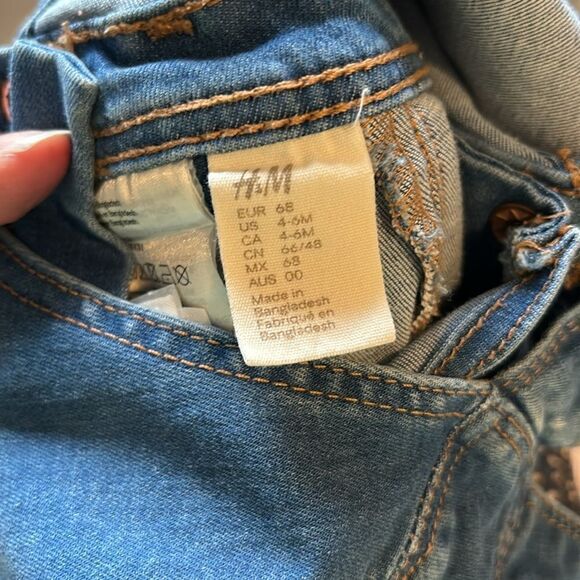 H&M
EUR 68
US 4-6M
CA 4-6M
CN 66/48
MX 68
AUS 00
Made in
Bangladesh
Fabriqué en
Bangladesh